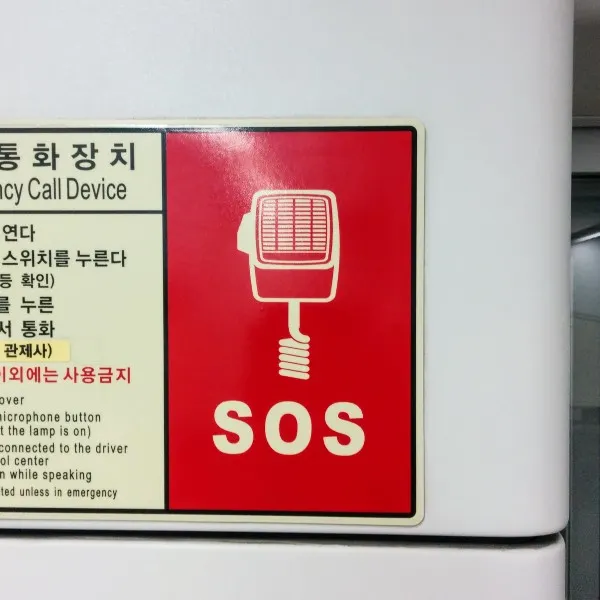 통화장치
ncy Call Device
연다
스위치를 누른다
등 확인)
를 누른
서 통화
관제사)
이외에는 사용금지
over
microphone button
t the lamp is on)
connected to the driver
ol center
n while speaking
ted unless in emergency
SOS